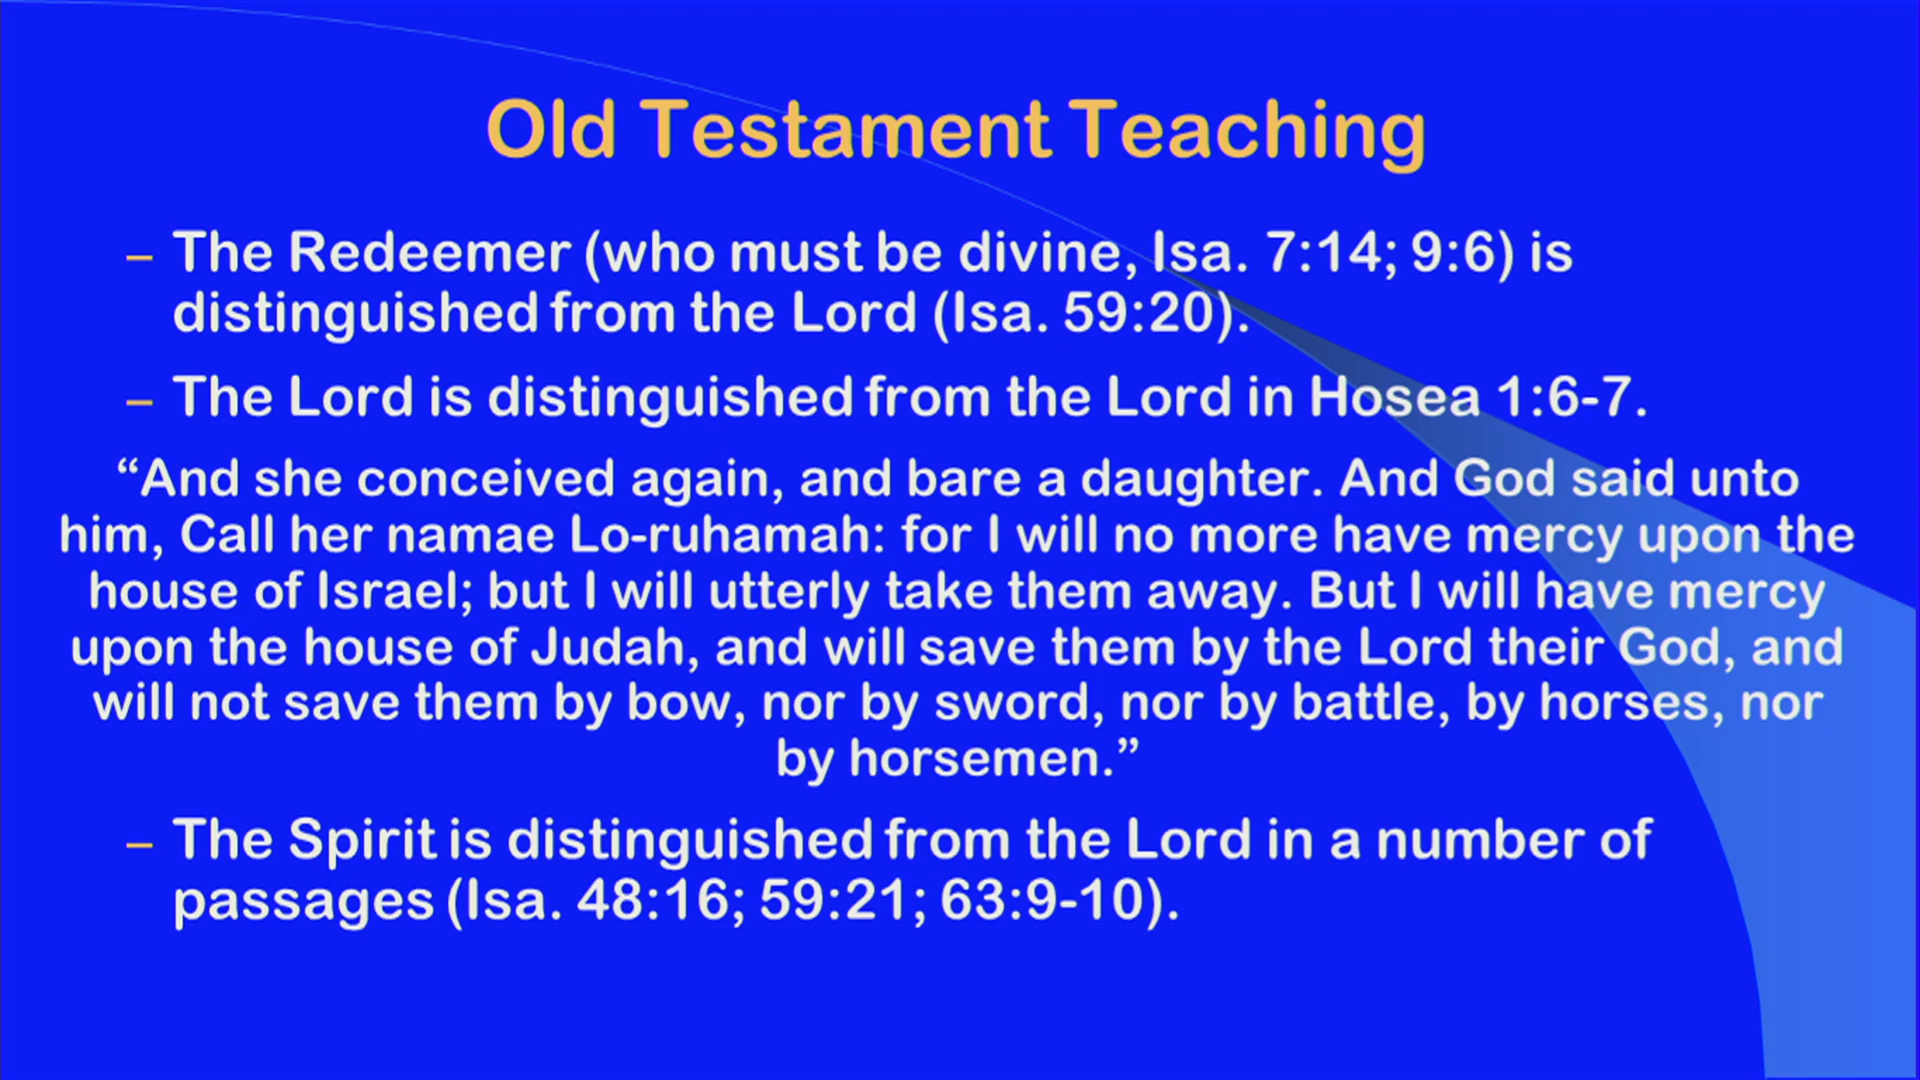 Old Testament Teaching
– The Redeemer (who must be divine, Isa. 7:14; 9:6) is
distinguished from the Lord (Isa. 59:20).
– The Lord is distinguished from the Lord in Hosea 1:6-7.
“And she conceived again, and bare a daughter. And God said unto
him, Call her namae Lo-ruhamah: for I will no more have mercy upon the
house of Israel; but I will utterly take them away. But I will have mercy
upon the house of Judah, and will save them by the Lord their God, and
will not save them by bow, nor by sword, nor by battle, by horses, nor
by horsemen.”
– The Spirit is distinguished from the Lord in a number of
passages (Isa. 48:16; 59:21; 63:9-10).